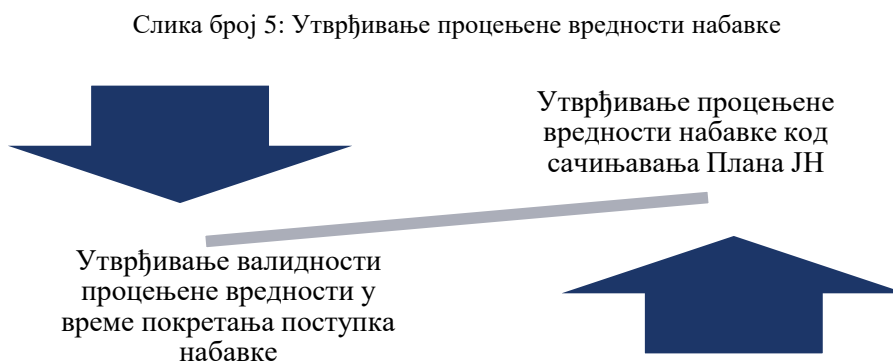 Слика број 5: Утврђивање процењене вредности набавке
Утврђивање процењене
вредности набавке код
сачињавања Плана ЈН
Утврђивање валидности
процењене вредности у
време покретања поступка
набавке